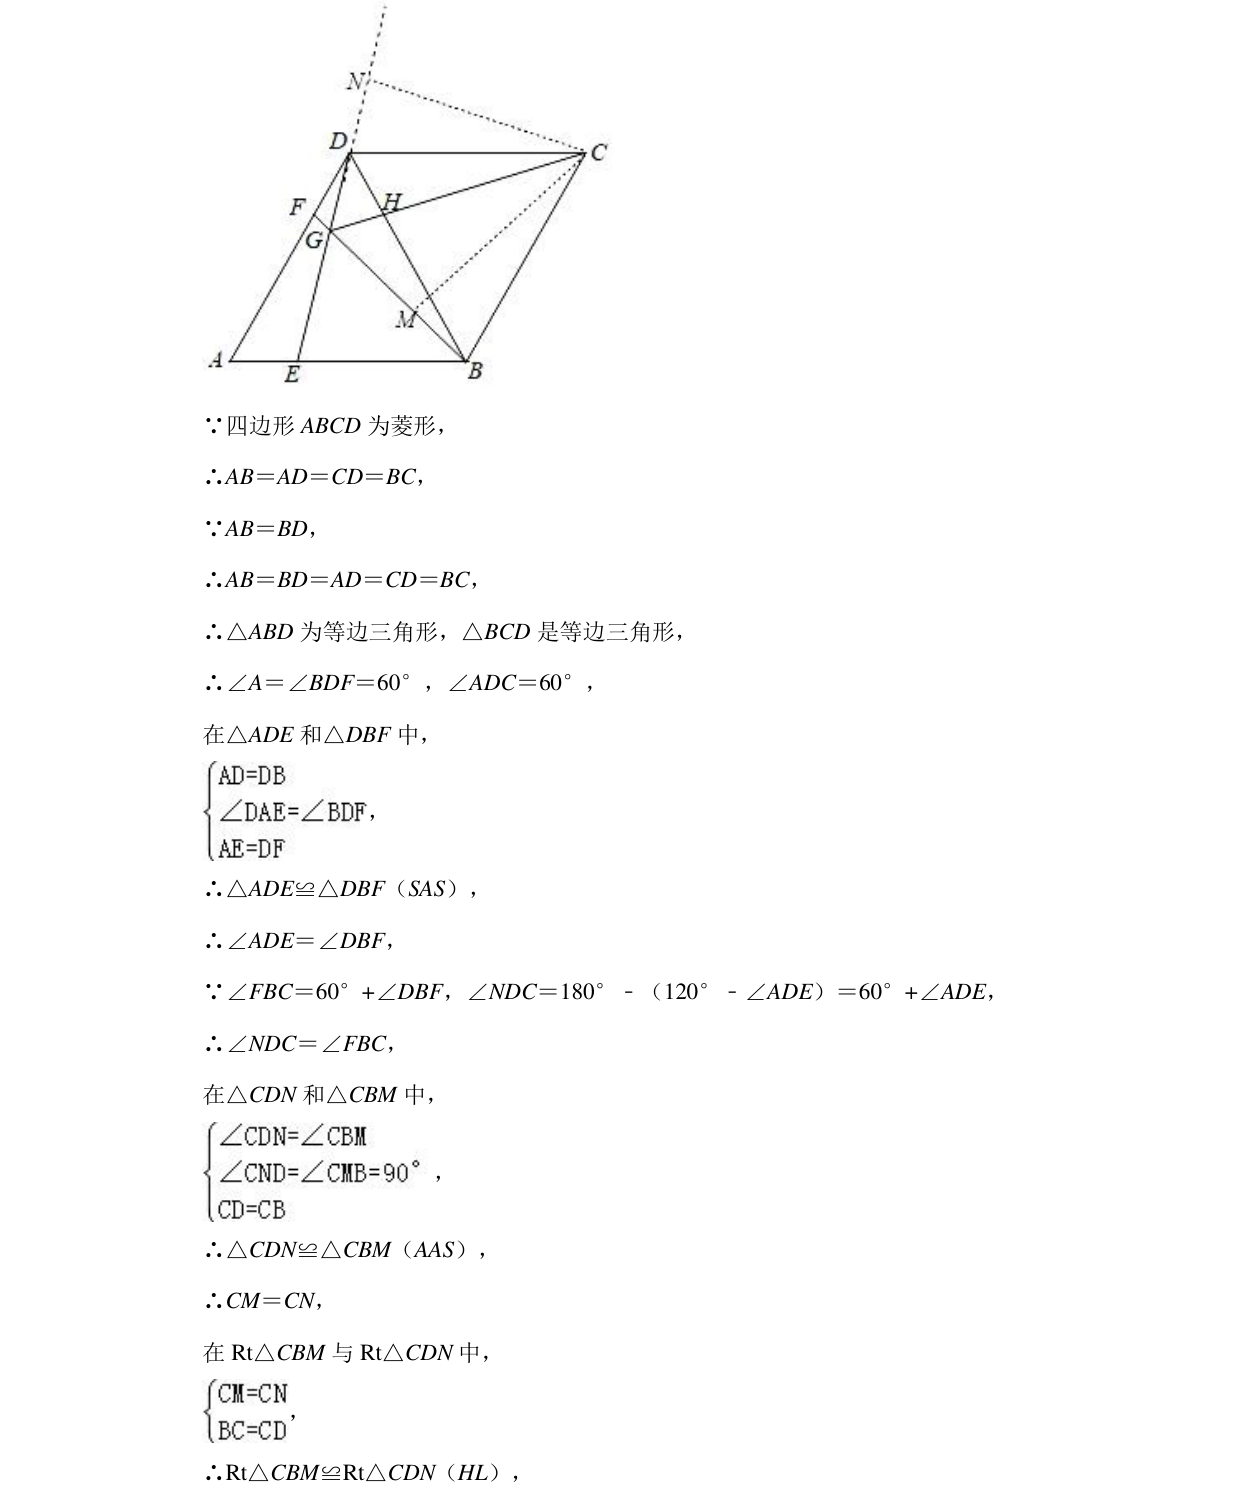 N
D
C
F
H
G
M
A
E
B
∵四边形 ABCD 为菱形，
∴AB＝AD＝CD＝BC，
∵AB＝BD，
∴AB＝BD＝AD＝CD＝BC，
∴△ABD 为等边三角形，△BCD 是等边三角形，
∴∠A＝∠BDF＝60°，∠ADC＝60°，
在△ADE 和△DBF 中，
AD=DB
∠DAE=∠BDF，
AE=DF
∴△ADE≌△DBF（SAS），
∴∠ADE＝∠DBF，
∵∠FBC＝60°+∠DBF，∠NDC＝180°﹣（120°﹣∠ADE）＝60°+∠ADE，
∴∠NDC＝∠FBC，
在△CDN 和△CBM 中，
∠CDN=∠CBM
∠CND=∠CMB=90°，
CD=CB
∴△CDN≌△CBM（AAS），
∴CM＝CN，
在 Rt△CBM 与 Rt△CDN 中，
CM=CN
BC=CD，
∴Rt△CBM≌Rt△CDN（HL），